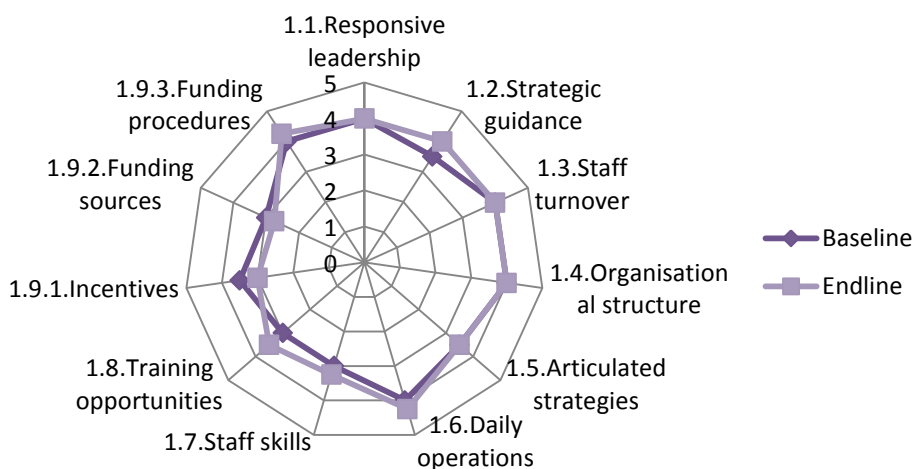 1.1.Responsive
leadership
1.2.Strategic
guidance
1.3.Staff
turnover
1.4.Organisation
al structure
1.5.Articulated
strategies
1.6.Daily
operations
1.7.Staff skills
1.8.Training
opportunities
1.9.1.Incentives
1.9.2.Funding
sources
1.9.3.Funding
procedures
5
4
3
2
1
0
Baseline
Endline